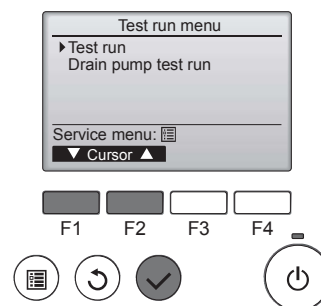 Test run menu
Test run
Drain pump test run
Service menu:
▼ Cursor ▲
F1 F2 F3 F4